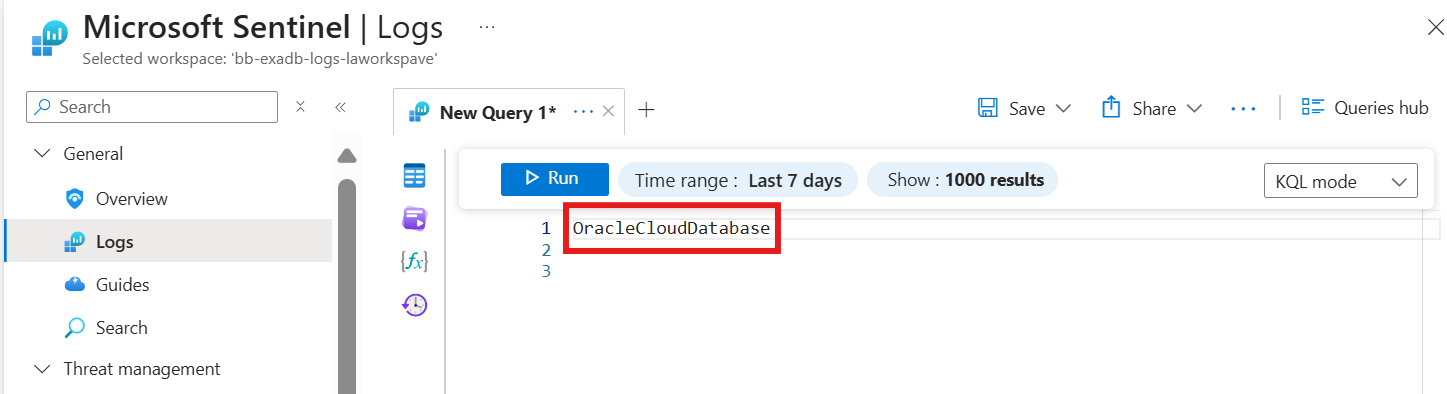 Microsoft Sentinel | Logs ...
Selected workspace: 'bb-exadb-logs-laworkspave'
Search
General
Overview
Logs
Guides
Search
Threat management
New Query 1* ...
Save
Share
...
Queries hub
Run
Time range : Last 7 days
Show : 1000 results
KQL mode
{fx}
1 OracleCloudDatabase
2
3